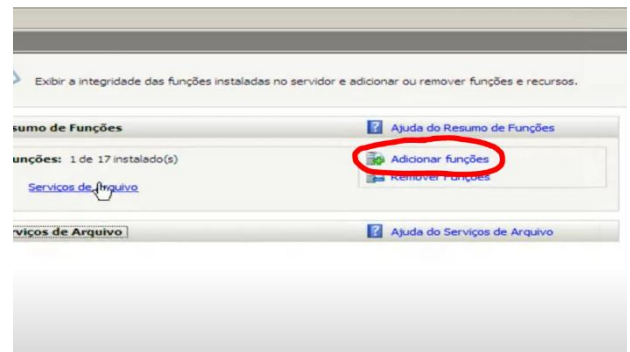 Exibir a integridade das funções instaladas no servidor e adicionar ou remover funções e recursos.
sumo de Funções
Ajuda do Resumo de Funções
unções: 1 de 17 instalado(s)
Adicionar funções
Remover Funções
Serviços de Arquivo
rviços de Arquivo
Ajuda do Serviços de Arquivo